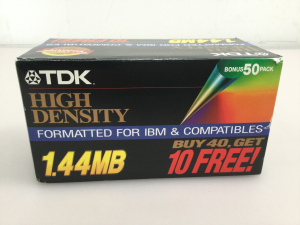 TDK
BONUS 50 PACK
HIGH
DENSITY
FORMATTED FOR IBM & COMPATIBLES
1.44MB
BUY 40, GET
10 FREE!